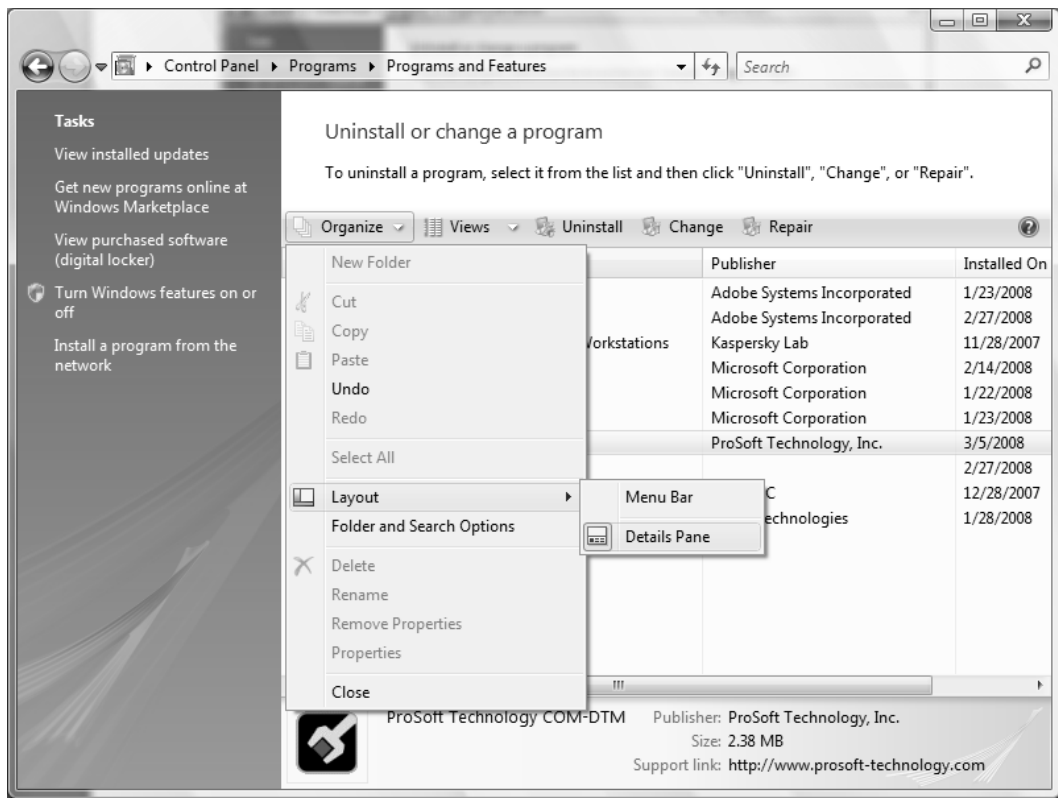 Control Panel Programs Programs and Features
Search
Tasks
View installed updates
Get new programs online at
Windows Marketplace
View purchased software
(digital locker)
Turn Windows features on or
off
Install a program from the
network
Uninstall or change a program
To uninstall a program, select it from the list and then click "Uninstall", "Change", or "Repair".
Organize Views Uninstall Change Repair
New Folder
Cut
Copy
Paste
Undo
Redo
Select All
Layout
Folder and Search Options
Delete
Rename
Remove Properties
Properties
Close
Menu Bar
Details Pane
Publisher Installed On
Adobe Systems Incorporated 1/23/2008
Adobe Systems Incorporated 2/27/2008
Kaspersky Lab 11/28/2007
Microsoft Corporation 2/14/2008
Microsoft Corporation 1/22/2008
Microsoft Corporation 1/23/2008
ProSoft Technology, Inc. 3/5/2008
2/27/2008
C 12/28/2007
echnologies 1/28/2008
ProSoft Technology COM-DTM Publisher: ProSoft Technology, Inc.
Size: 2.38 MB
Support link: http://www.prosoft-technology.com